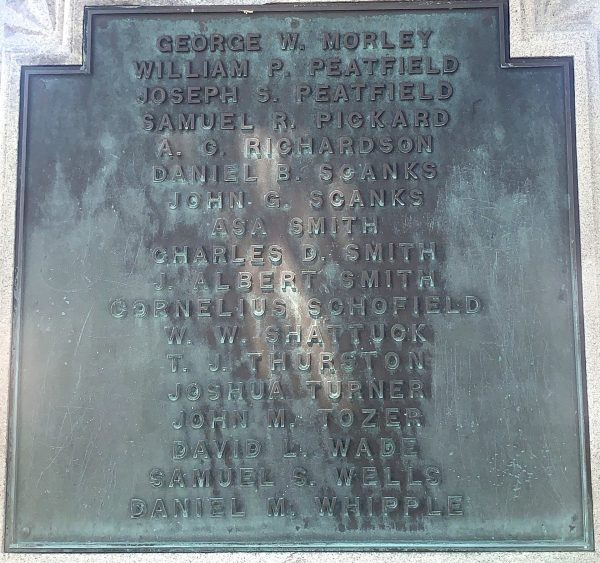 GEORGE W. MORLEY
WILLIAM P. PEATFIELD
JOSEPH S. PEATFIELD
SAMUEL R. PICKARD
A. G. RICHARDSON
DANIEL B. SCANKS
JOHN G. SCANKS
ASA SMITH
CHARLES D. SMITH
J. ALBERT SMITH
CORNELIUS SCHOFIELD
W. W. SHATTUCK
T. J. THURSTON
JOSHUA TURNER
JOHN M. TOZER
DAVID L. WADE
SAMUEL S. WELLS
DANIEL M. WHIPPLE